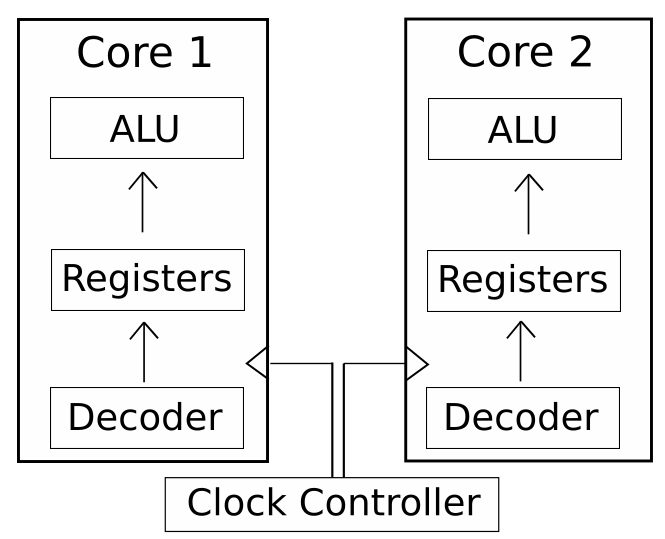 Core 1
ALU
Registers
Decoder
Core 2
ALU
Registers
Decoder
Clock Controller